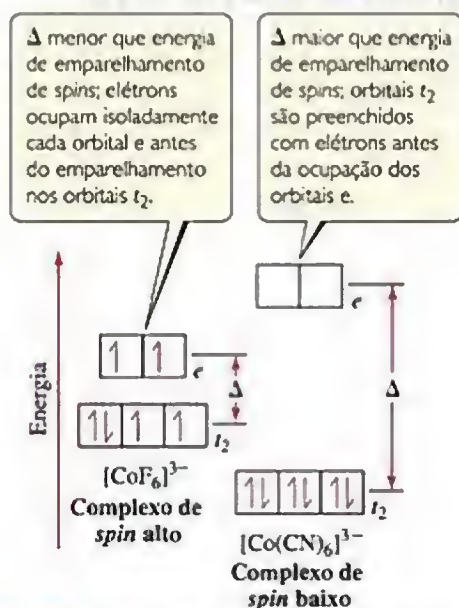 Δ menor que energia
de emparelhamento
de spins; elétrons
ocupam isoladamente
cada orbital e antes
do emparelhamento
nos orbitais t₂.
Δ maior que energia
de emparelhamento
de spins; orbitais t₂
são preenchidos
com elétrons antes
da ocupação dos
orbitais e.
Energia
e
Δ
t₂
[CoF₆]³⁻
Complexo de
spin alto
e
Δ
t₂
[Co(CN)₆]³⁻
Complexo de
spin baixo